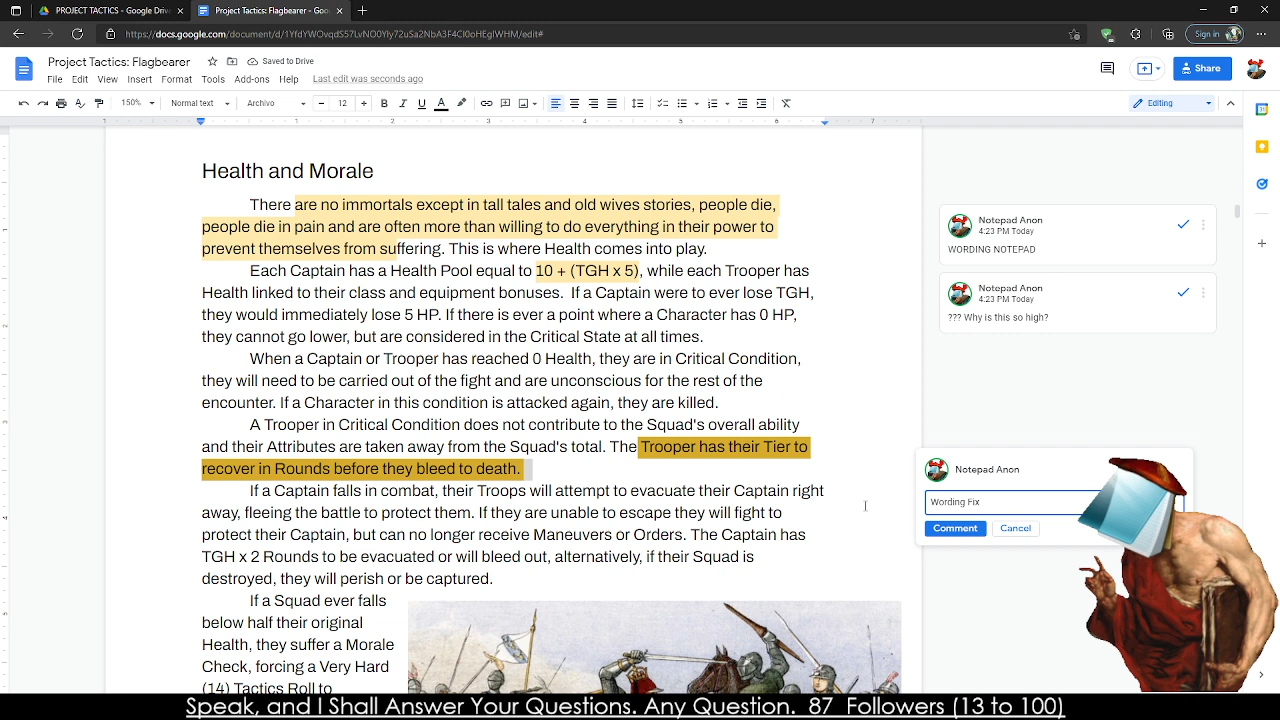 PROJECT TACTICS - Google Driv
Project Tactics: Flagbearer - Goo
https://docs.google.com/document/d/1YfdYWOvqdS57LvNO0Yly72uSa2NbA3F4CI0oHEgIWHM/edit#
Sign in
Project Tactics: Flagbearer
Saved to Drive
File Edit View Insert Format Tools Add-ons Help Last edit was seconds ago
Share
150% Normal text Archivo 12 B I U A Editing
1 1 2 3 4 5 6 7
Health and Morale
There are no immortals except in tall tales and old wives stories, people die,
people die in pain and are often more than willing to do everything in their power to
prevent themselves from suffering. This is where Health comes into play.
Each Captain has a Health Pool equal to 10 + (TGH x 5), while each Trooper has
Health linked to their class and equipment bonuses. If a Captain were to ever lose TGH,
they would immediately lose 5 HP. If there is ever a point where a Character has 0 HP,
they cannot go lower, but are considered in the Critical State at all times.
When a Captain or Trooper has reached 0 Health, they are in Critical Condition,
they will need to be carried out of the fight and are unconscious for the rest of the
encounter. If a Character in this condition is attacked again, they are killed.
A Trooper in Critical Condition does not contribute to the Squad's overall ability
and their Attributes are taken away from the Squad's total. The Trooper has their Tier to
recover in Rounds before they bleed to death.
If a Captain falls in combat, their Troops will attempt to evacuate their Captain right
away, fleeing the battle to protect them. If they are unable to escape they will fight to
protect the Captain, but can no longer receive Maneuvers or Orders. The Captain has
TGH x 2 Rounds to be evacuated or will bleed out, alternatively, if their Squad is
destroyed, they will perish or be captured.
If a Squad ever falls
below half their original
Health, they suffer a Morale
Check, forcing a Very Hard
(14) Tactics Roll to
Notepad Anon
4:23 PM Today
WORDING NOTEPAD
Notepad Anon
4:23 PM Today
??? Why is this so high?
Notepad Anon
Wording Fix
Comment Cancel
Speak, and I Shall Answer Your Questions. Any Question. 87 Followers (13 to 100)